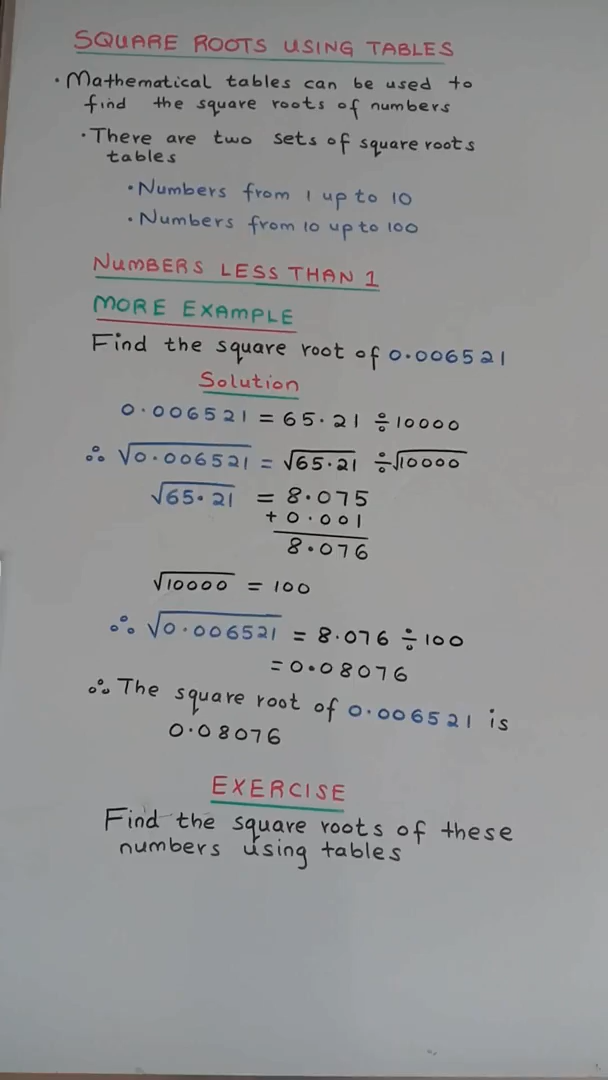 SQUARE ROOTS USING TABLES
• Mathematical tables can be used to
find the square roots of numbers
• There are two sets of square roots
tables
• Numbers from 1 up to 10
• Numbers from 10 up to 100
NUMBERS LESS THAN 1
MORE EXAMPLE
Find the square root of 0.006521
Solution
0.006521 = 65.21 ÷ 10000
∴ √0.006521 = √65.21 ÷ √10000
√65.21 = 8.075
+ 0.001
8.076
√10000 = 100
∴ √0.006521 = 8.076 ÷ 100
= 0.08076
∴ The square root of 0.006521 is
0.08076
EXERCISE
Find the square roots of these
numbers using tables